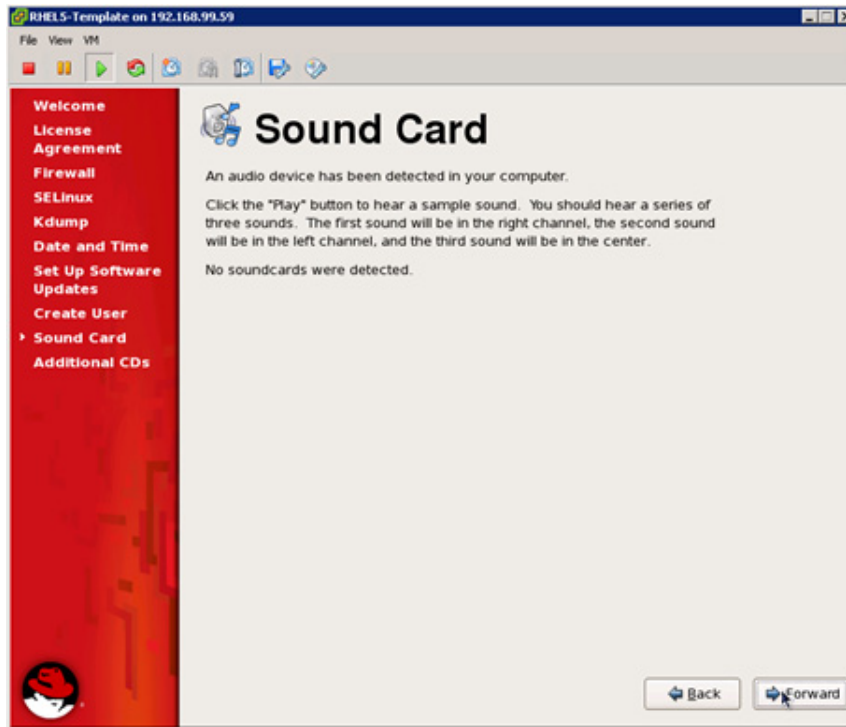 RHEL5-Template on 192.168.99.59
File View VM
Welcome
License
Agreement
Firewall
SELinux
Kdump
Date and Time
Set Up Software
Updates
Create User
Sound Card
Additional CDs
Sound Card
An audio device has been detected in your computer.
Click the "Play" button to hear a sample sound. You should hear a series of
three sounds. The first sound will be in the right channel, the second sound
will be in the left channel, and the third sound will be in the center.
No soundcards were detected.
Back
Forward